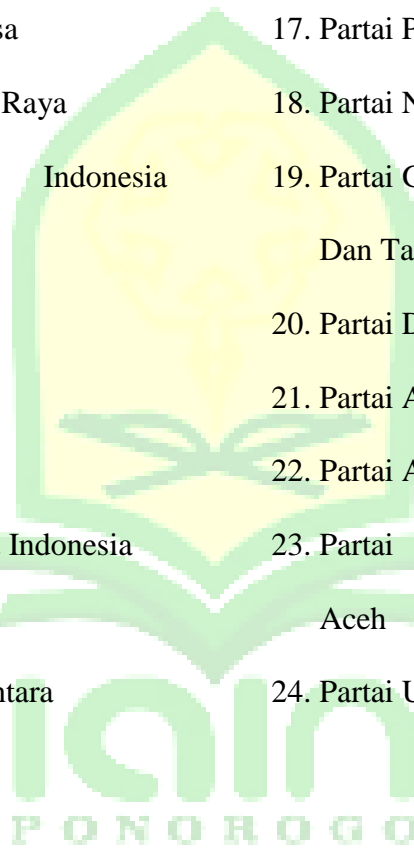 sa
Raya
Indonesia
Indonesia
ntara
17. Partai P
18. Partai N
19. Partai
Dan Ta
20. Partai D
21. Partai A
22. Partai A
23. Partai
Aceh
24. Partai U
iain
PONOROGO